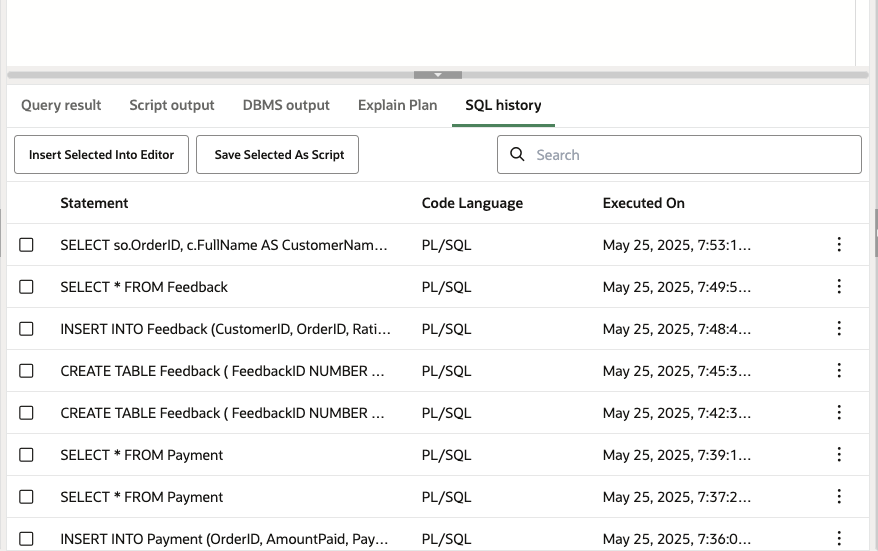 Query result Script output DBMS output Explain Plan SQL history
Insert Selected Into Editor Save Selected As Script Search
Statement Code Language Executed On
SELECT so.OrderID, c.FullName AS CustomerNam... PL/SQL May 25, 2025, 7:53:1...
SELECT * FROM Feedback PL/SQL May 25, 2025, 7:49:5...
INSERT INTO Feedback (CustomerID, OrderID, Rati... PL/SQL May 25, 2025, 7:48:4...
CREATE TABLE Feedback ( FeedbackID NUMBER ... PL/SQL May 25, 2025, 7:45:3...
CREATE TABLE Feedback ( FeedbackID NUMBER ... PL/SQL May 25, 2025, 7:42:3...
SELECT * FROM Payment PL/SQL May 25, 2025, 7:39:1...
SELECT * FROM Payment PL/SQL May 25, 2025, 7:37:2...
INSERT INTO Payment (OrderID, AmountPaid, Pay... PL/SQL May 25, 2025, 7:36:0...